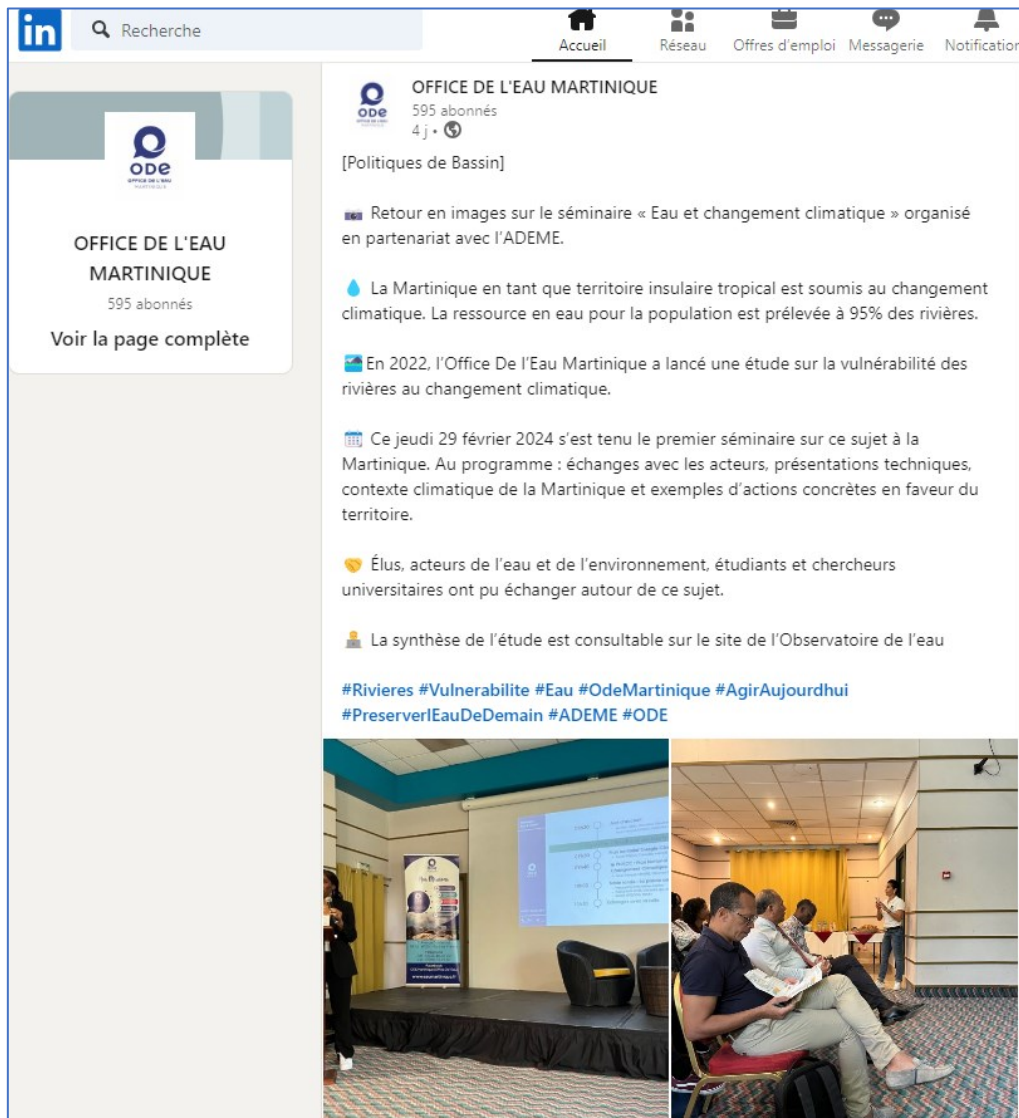 in
Recherche
Accueil
Réseau
Offres d'emploi
Messagerie
Notification
ODe
OFFICE DE L'EAU
MARTINIQUE
OFFICE DE L'EAU
MARTINIQUE
595 abonnés
Voir la page complète
ODe
OFFICE DE L'EAU MARTINIQUE
595 abonnés
4 j •
[Politiques de Bassin]
Retour en images sur le séminaire « Eau et changement climatique » organisé
en partenariat avec l'ADEME.
La Martinique en tant que territoire insulaire tropical est soumis au changement
climatique. La ressource en eau pour la population est prélevée à 95% des rivières.
En 2022, l'Office De l'Eau Martinique a lancé une étude sur la vulnérabilité des
rivières au changement climatique.
Ce jeudi 29 février 2024 s'est tenu le premier séminaire sur ce sujet à la
Martinique. Au programme : échanges avec les acteurs, présentations techniques,
contexte climatique de la Martinique et exemples d'actions concrètes en faveur du
territoire.
Élus, acteurs de l'eau et de l'environnement, étudiants et chercheurs
universitaires ont pu échanger autour de ce sujet.
La synthèse de l'étude est consultable sur le site de l'Observatoire de l'eau
#Rivieres #Vulnerabilite #Eau #OdeMartinique #AgirAujourdhui
#PreserverlEauDeDemain #ADEME #ODE